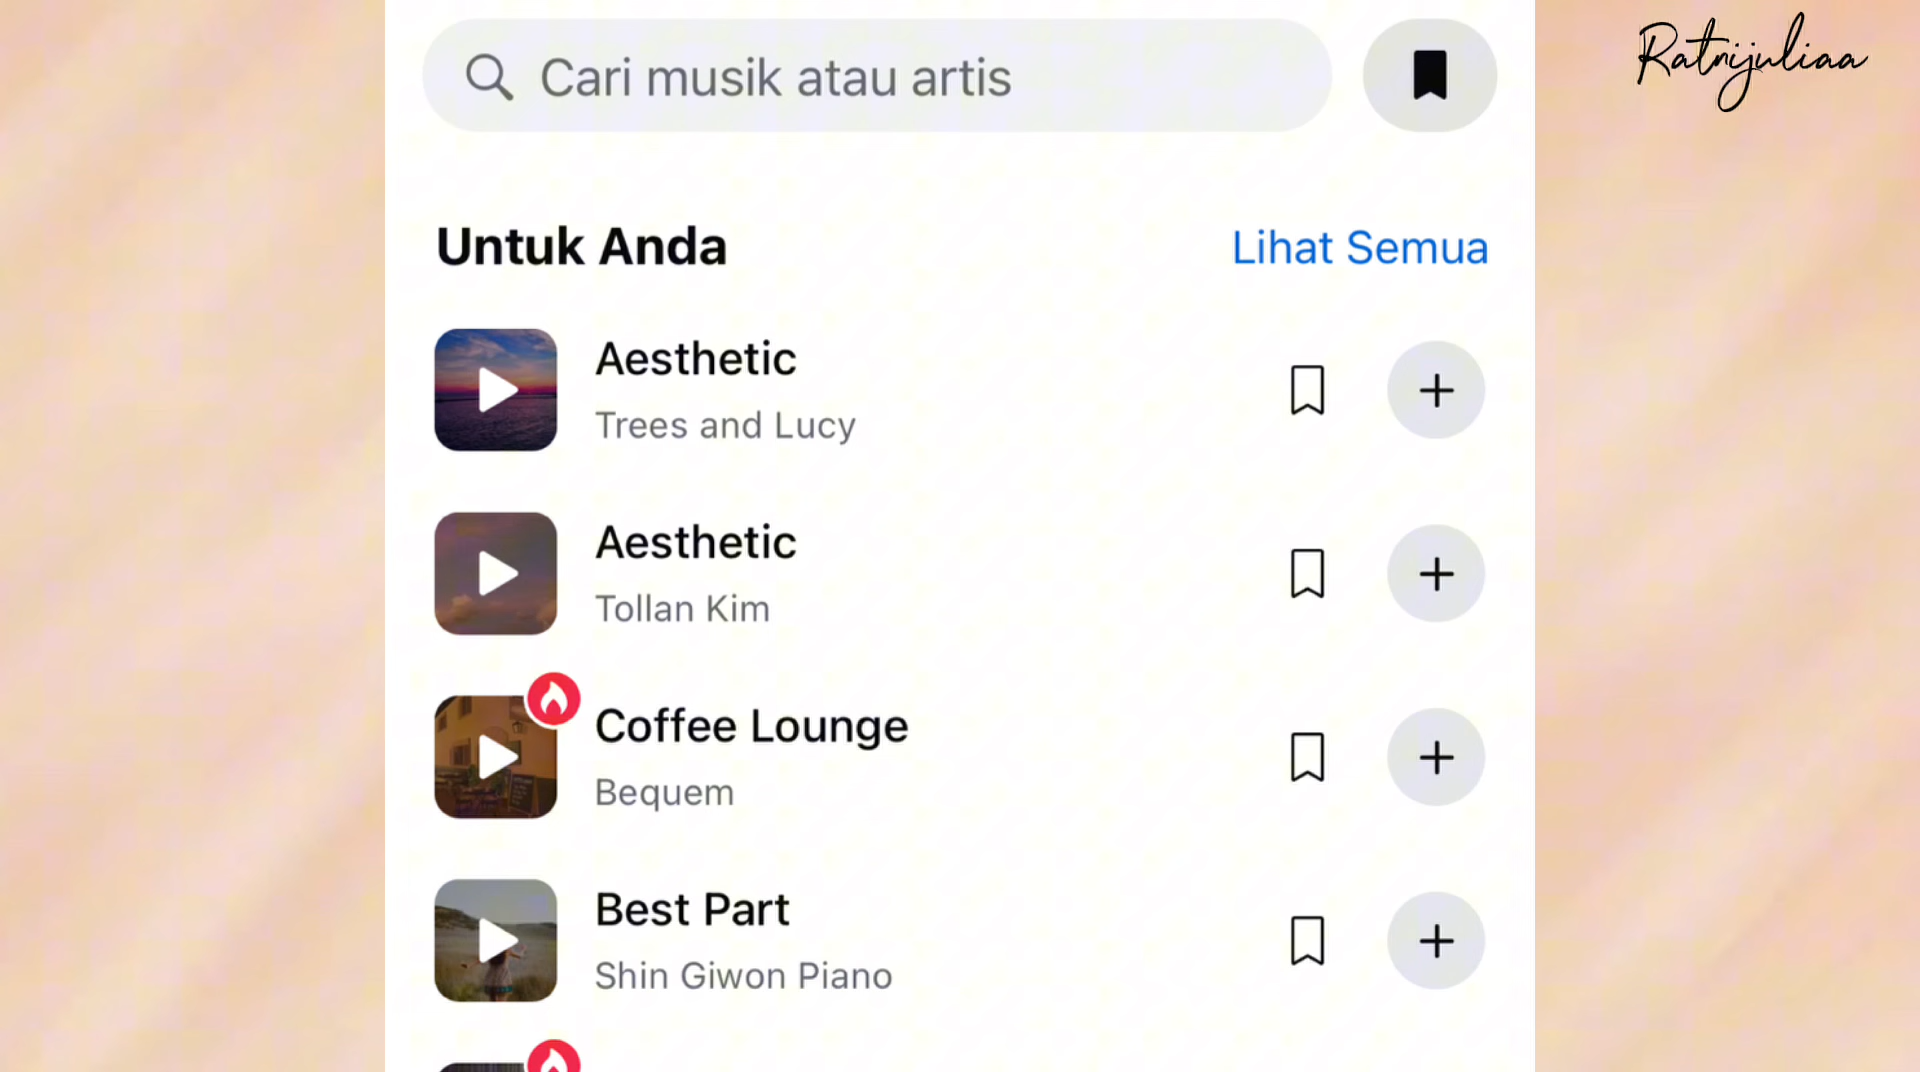 Ratrijuliaa
Cari musik atau artis
Untuk Anda
Lihat Semua
Aesthetic
Trees and Lucy
Aesthetic
Tollan Kim
Coffee Lounge
Bequem
Best Part
Shin Giwon Piano